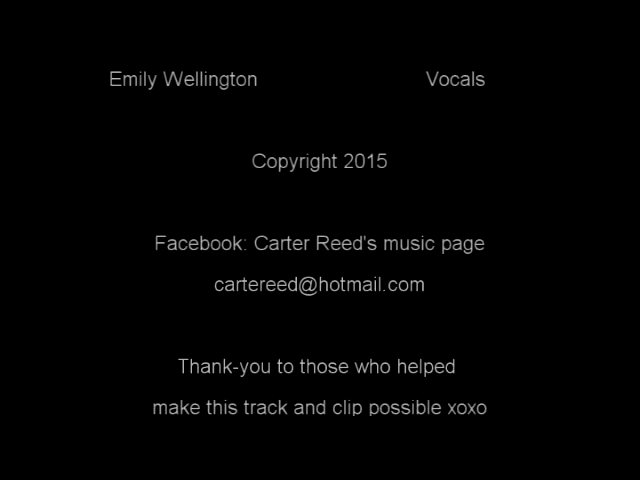 Emily Wellington Vocals
Copyright 2015
Facebook: Carter Reed's music page
cartereed@hotmail.com
Thank-you to those who helped
make this track and clip possible xoxo